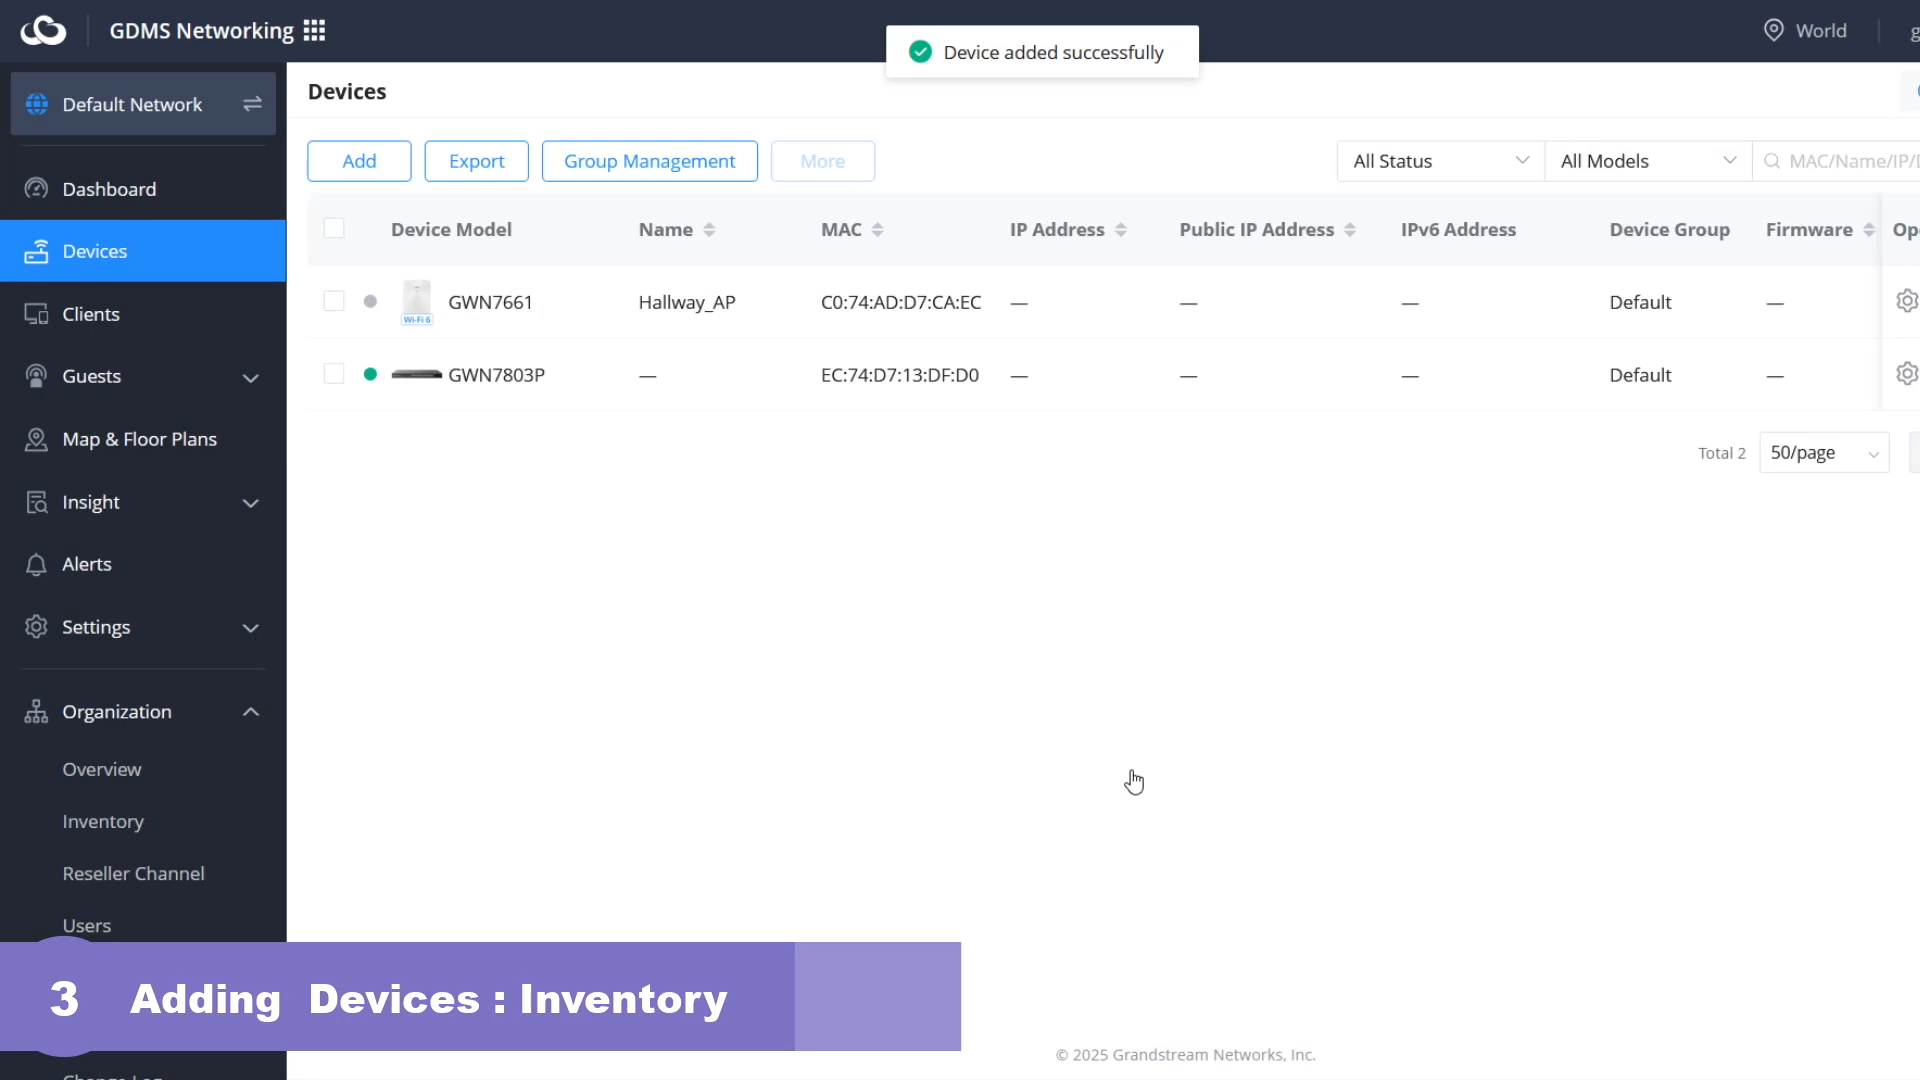 GDMS Networking
World
Device added successfully
Default Network
Devices
Add
Export
Group Management
More
All Status
All Models
MAC/Name/IP/
Dashboard
Devices
Clients
Guests
Map & Floor Plans
Insight
Alerts
Settings
Organization
Overview
Inventory
Reseller Channel
Users
Device Model Name MAC IP Address Public IP Address IPv6 Address Device Group Firmware Op
Wi-Fi 6
GWN7661 Hallway_AP C0:74:AD:D7:CA:EC — — — Default —
GWN7803P — EC:74:D7:13:DF:D0 — — — Default —
Total 2 50/page
3 Adding Devices : Inventory
© 2025 Grandstream Networks, Inc.